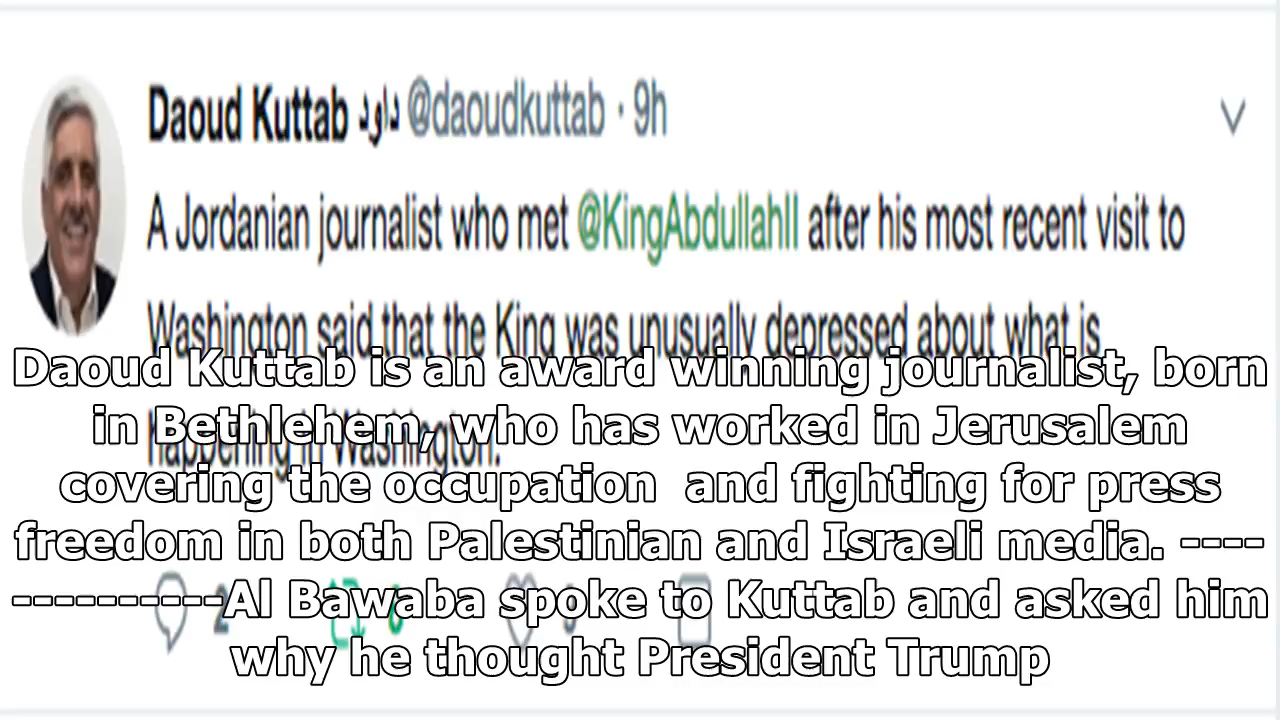 Daoud Kuttab داود @daoudkuttab · 9h
A Jordanian journalist who met @KingAbdullahII after his most recent visit to
Washington said that the King was unusually depressed about what is
happening in Washington.
Daoud Kuttab is an award winning journalist, born
in Bethlehem, who has worked in Jerusalem
covering the occupation and fighting for press
freedom in both Palestinian and Israeli media. ----
----------Al Bawaba spoke to Kuttab and asked him
why he thought President Trump
2